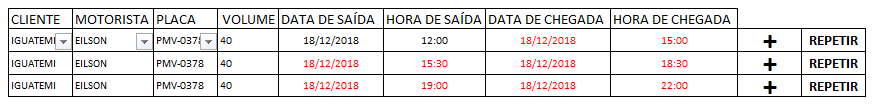 CLIENTE MOTORISTA PLACA VOLUME DATA DE SAÍDA HORA DE SAÍDA DATA DE CHEGADA HORA DE CHEGADA
IGUATEMI EILSON PMV-0378 40 18/12/2018 12:00 18/12/2018 15:00 + REPETIR
IGUATEMI EILSON PMV-0378 40 18/12/2018 15:30 18/12/2018 18:30 + REPETIR
IGUATEMI EILSON PMV-0378 40 18/12/2018 19:00 18/12/2018 22:00 + REPETIR